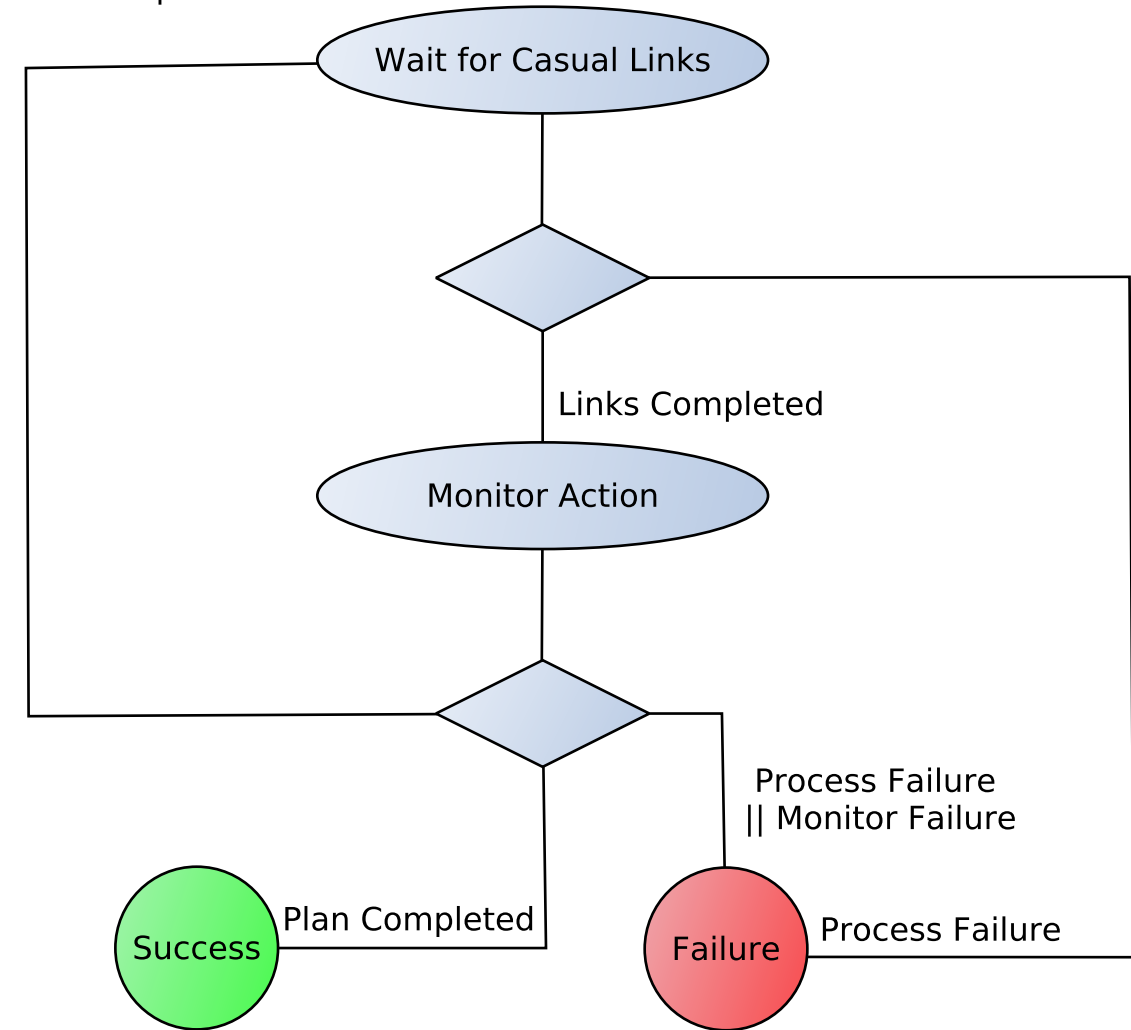 Wait for Casual Links
Links Completed
Monitor Action
Process Failure
|| Monitor Failure
Plan Completed
Success
Failure
Process Failure